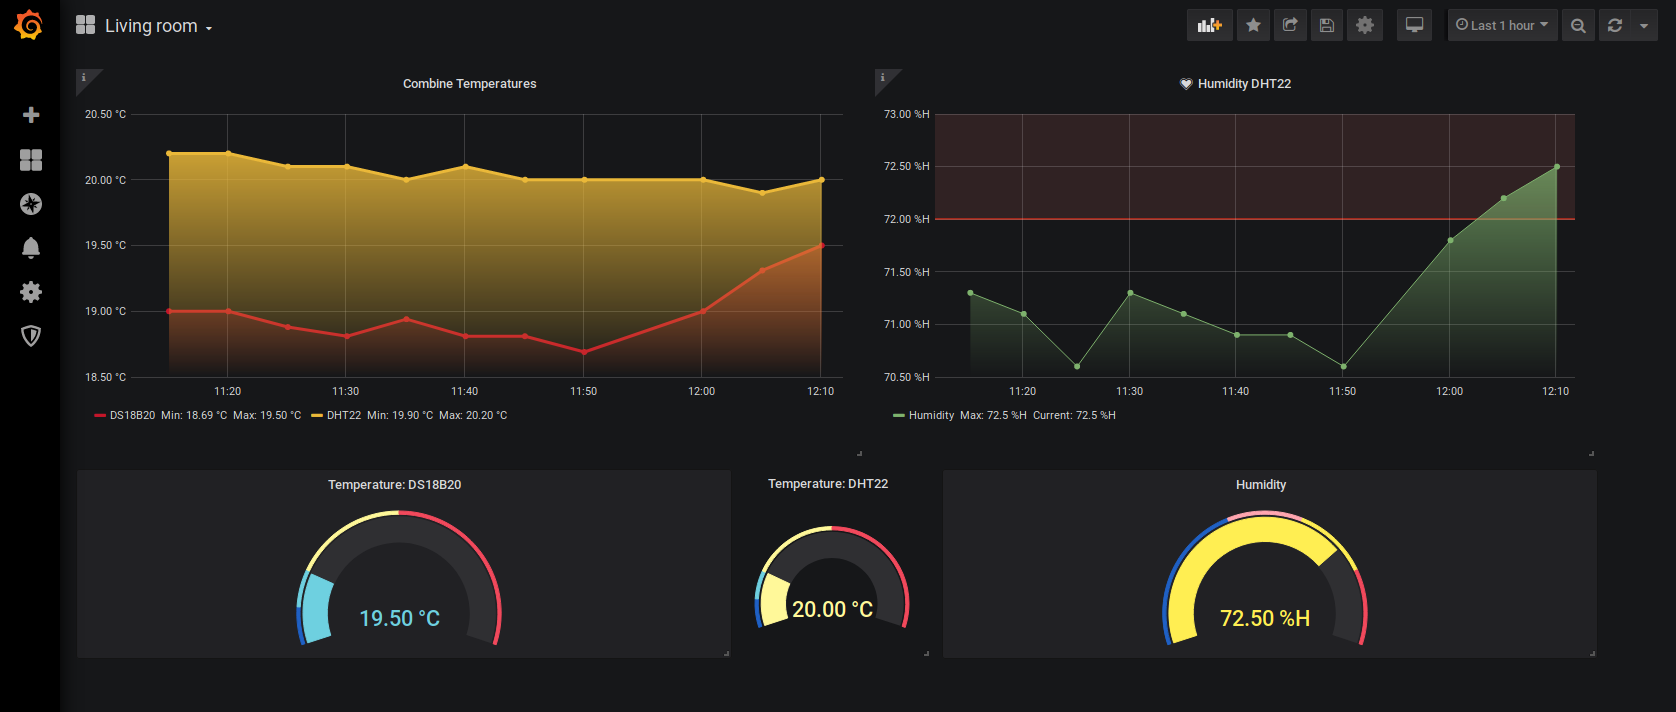 Living room
Last 1 hour
i
Combine Temperatures
20.50 °C
20.00 °C
19.50 °C
19.00 °C
18.50 °C
11:20 11:30 11:40 11:50 12:00 12:10
DS18B20 Min: 18.69 °C Max: 19.50 °C DHT22 Min: 19.90 °C Max: 20.20 °C
i
Humidity DHT22
73.00 %H
72.50 %H
72.00 %H
71.50 %H
71.00 %H
70.50 %H
11:20 11:30 11:40 11:50 12:00 12:10
Humidity Max: 72.5 %H Current: 72.5 %H
Temperature: DS18B20
19.50 °C
Temperature: DHT22
20.00 °C
Humidity
72.50 %H